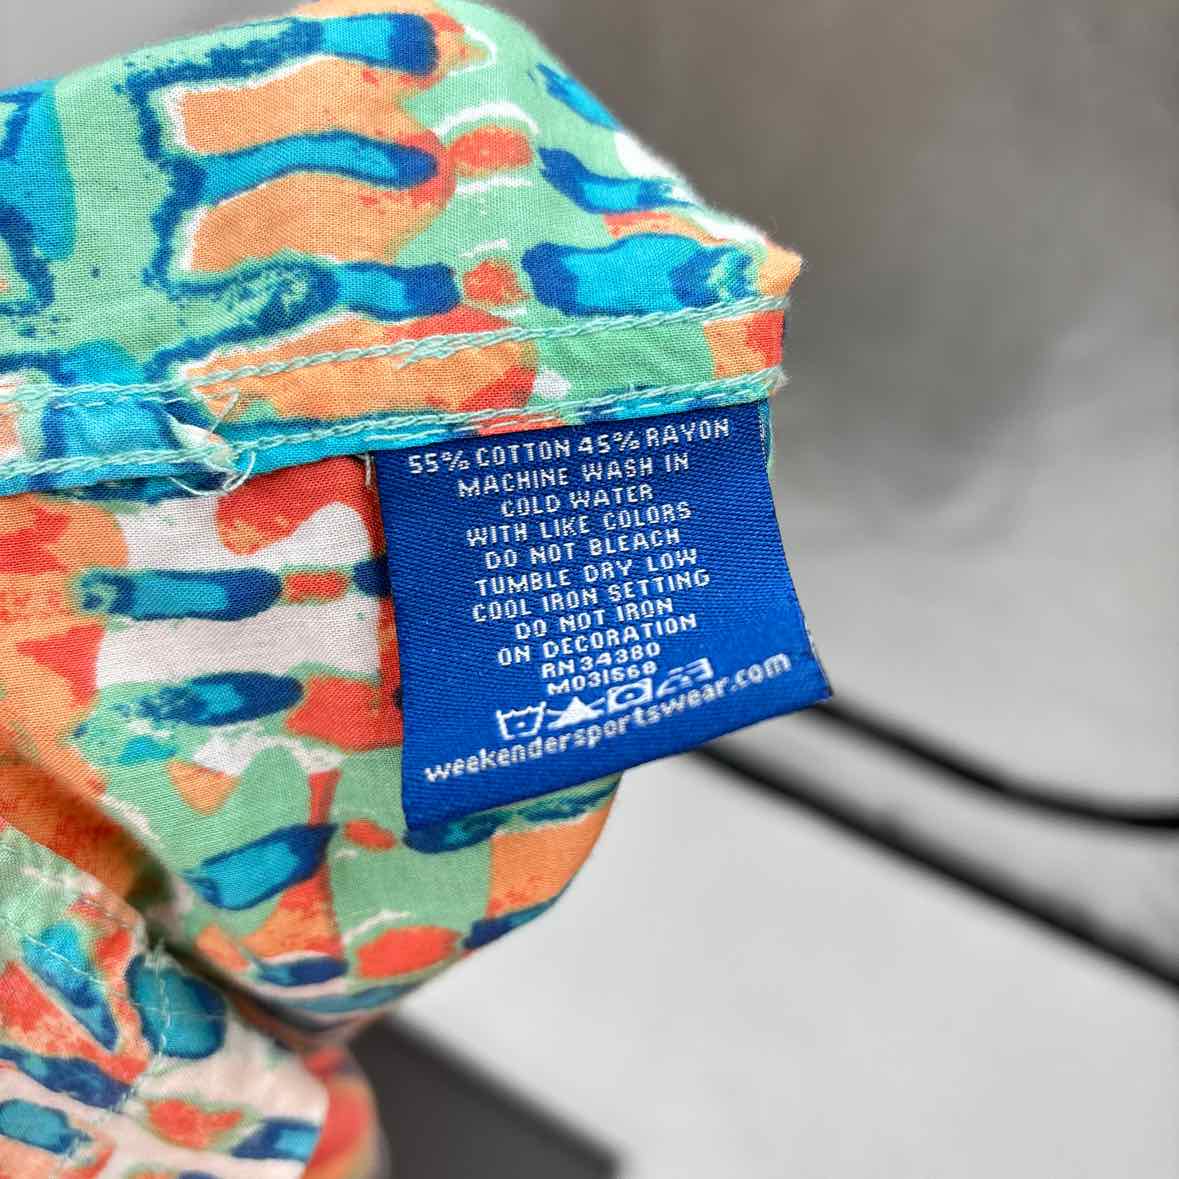 55% COTTON 45% RAYON
MACHINE WASH IN
COLD WATER
WITH LIKE COLORS
DO NOT BLEACH
TUMBLE DRY LOW
COOL IRON SETTING
DO NOT IRON
ON DECORATION
RN34380
M031568
weekendersportswear.com